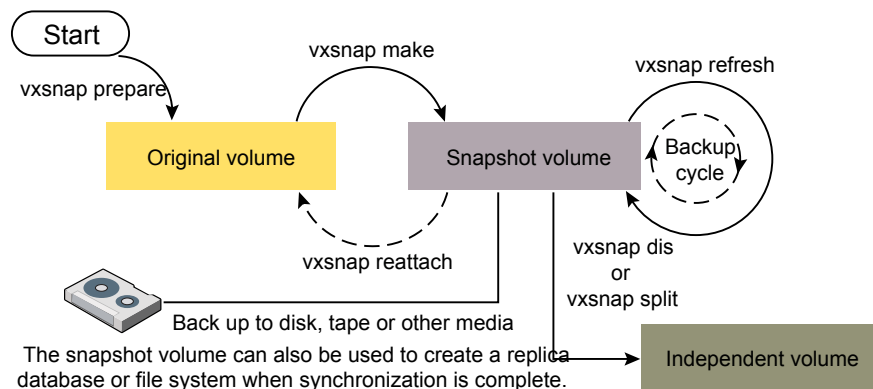 Start
vxsnap prepare
vxsnap make
vxsnap refresh
Original volume
Snapshot volume
Backup
cycle
vxsnap reattach
vxsnap dis
or
vxsnap split
Back up to disk, tape or other media
The snapshot volume can also be used to create a replica
database or file system when synchronization is complete.
Independent volume